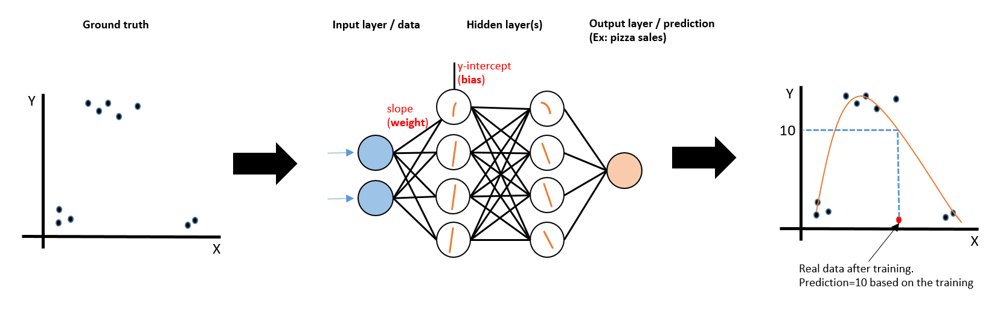 Ground truth
Input layer / data
Hidden layer(s)
Output layer / prediction
(Ex: pizza sales)
y-intercept
(bias)
slope
(weight)
Y
X
Y
10
X
Real data after training.
Prediction=10 based on the training